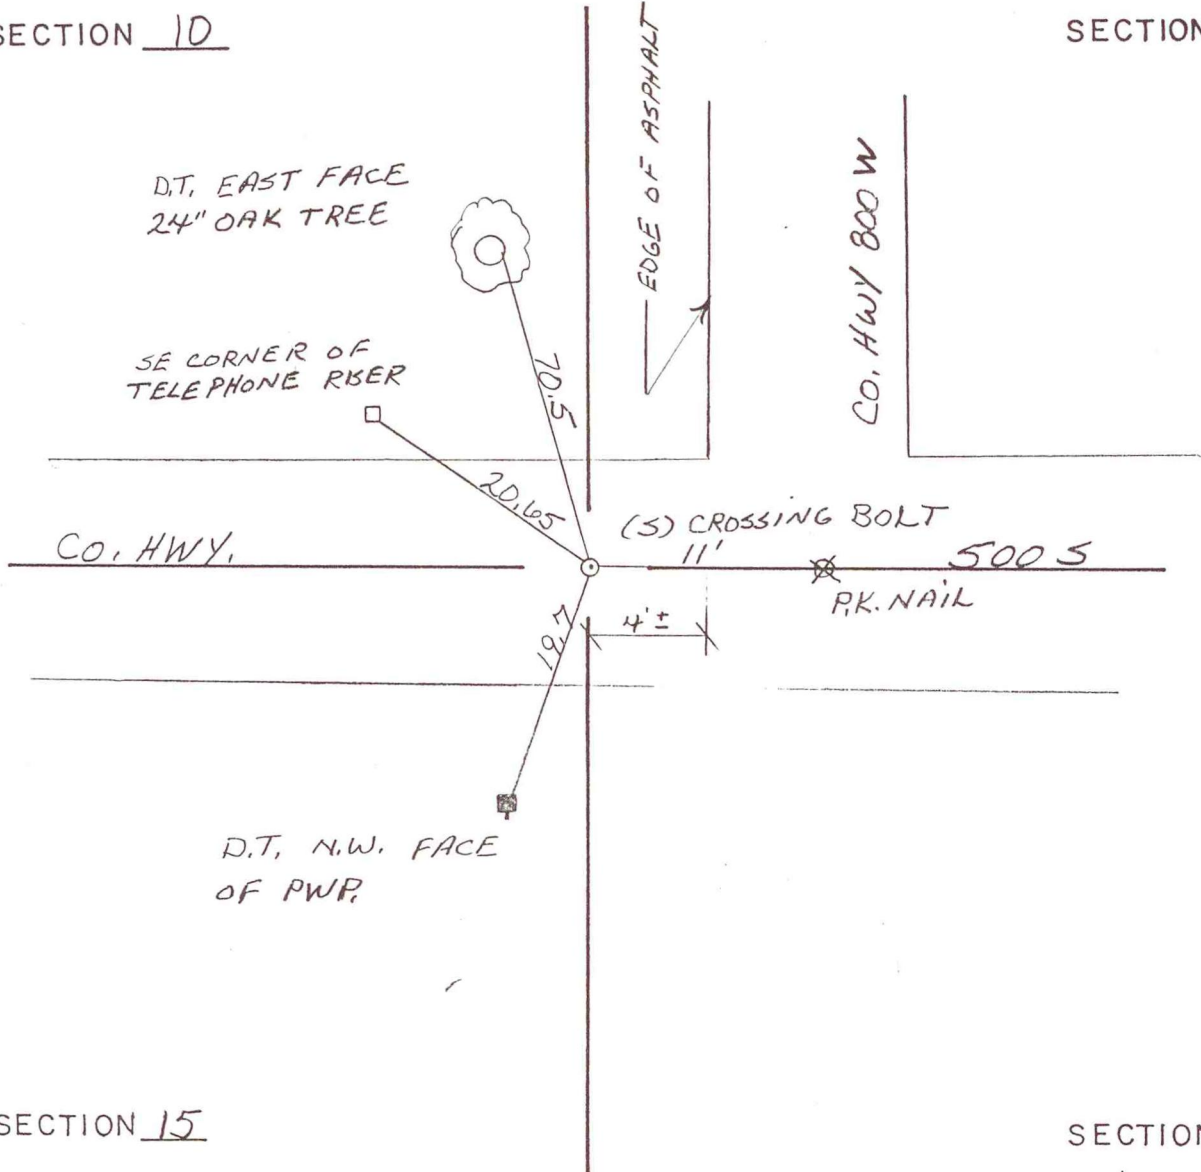 SECTION 10
SECTION
EDGE OF ASPHALT
CO. HWY 800 W
D.T. EAST FACE
24" OAK TREE
SE CORNER OF
TELEPHONE RISER
70.5
20.65
(S) CROSSING BOLT
CO. HWY.
11'
500 S
P.K. NAIL
4' ±
19.7
D.T. N.W. FACE
OF PWP.
SECTION 15
SECTION